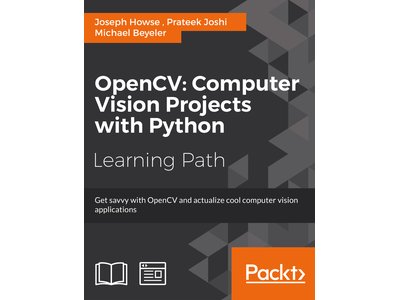 Joseph Howse , Prateek Joshi
Michael Beyeler
OpenCV: Computer
Vision Projects
with Python
Learning Path
Get savvy with OpenCV and actualize cool computer vision
applications
Packt>